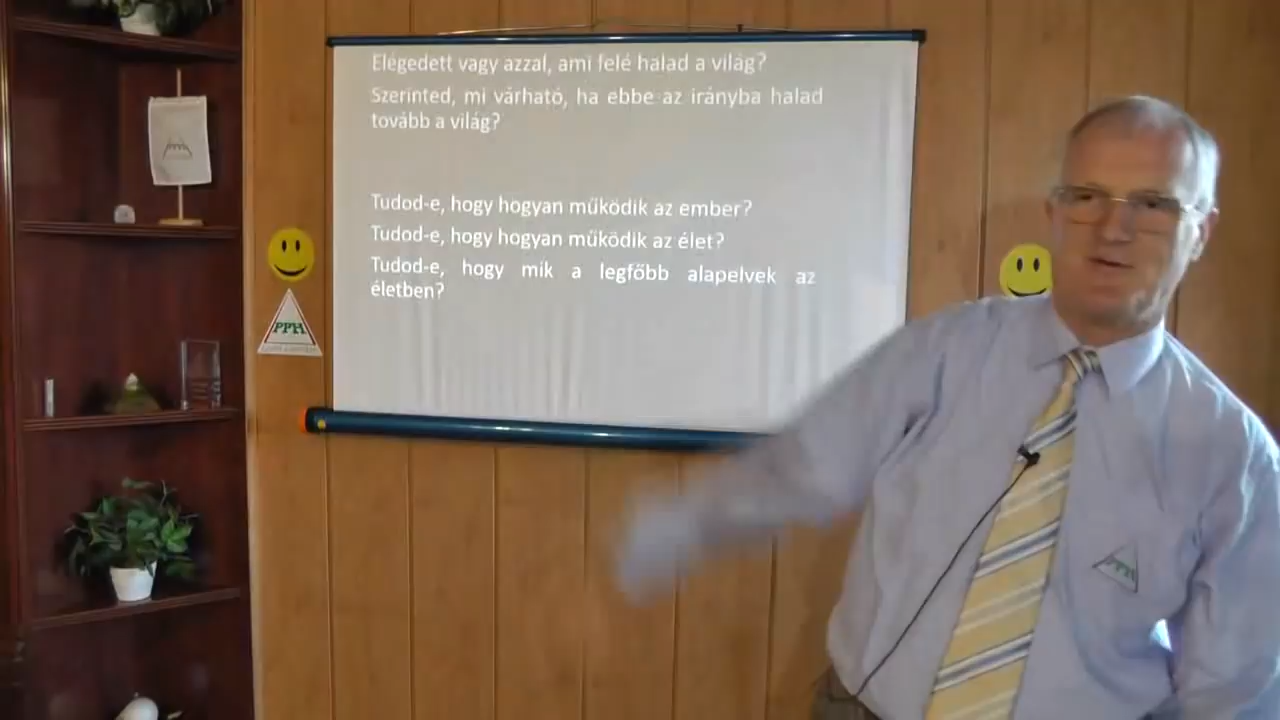 Elégedett vagy azzal, ami felé halad a világ?
Szerinted, mi várható, ha ebbe az irányba halad
tovább a világ?
Tudod-e, hogy hogyan működik az ember?
Tudod-e, hogy hogyan működik az élet?
Tudod-e, hogy mik a legfőbb alapelvek az
életben?
PPH
PPH